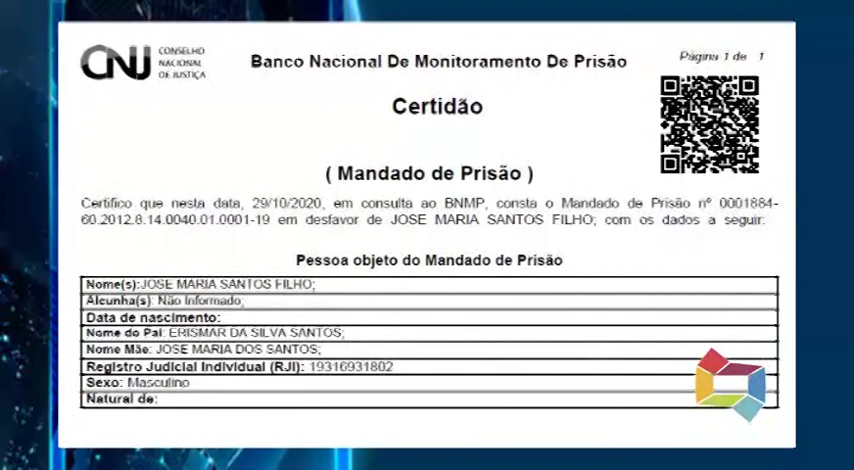 CNJ CONSELHO
NACIONAL
DE JUSTIÇA
Banco Nacional De Monitoramento De Prisão
Página 1 de 1
Certidão
( Mandado de Prisão )
Certifico que nesta data, 29/10/2020, em consulta ao BNMP, consta o Mandado de Prisão nº 0001884-
60.2012.8.14.0040.01.0001-19 em desfavor de JOSE MARIA SANTOS FILHO; com os dados a seguir:
Pessoa objeto do Mandado de Prisão
Nome(s):JOSE MARIA SANTOS FILHO;
Alcunha(s): Não Informado;
Data de nascimento:
Nome do Pai: ERISMAR DA SILVA SANTOS;
Nome Mãe: JOSE MARIA DOS SANTOS;
Registro Judicial Individual (RJI): 19316931802
Sexo: Masculino
Natural de: